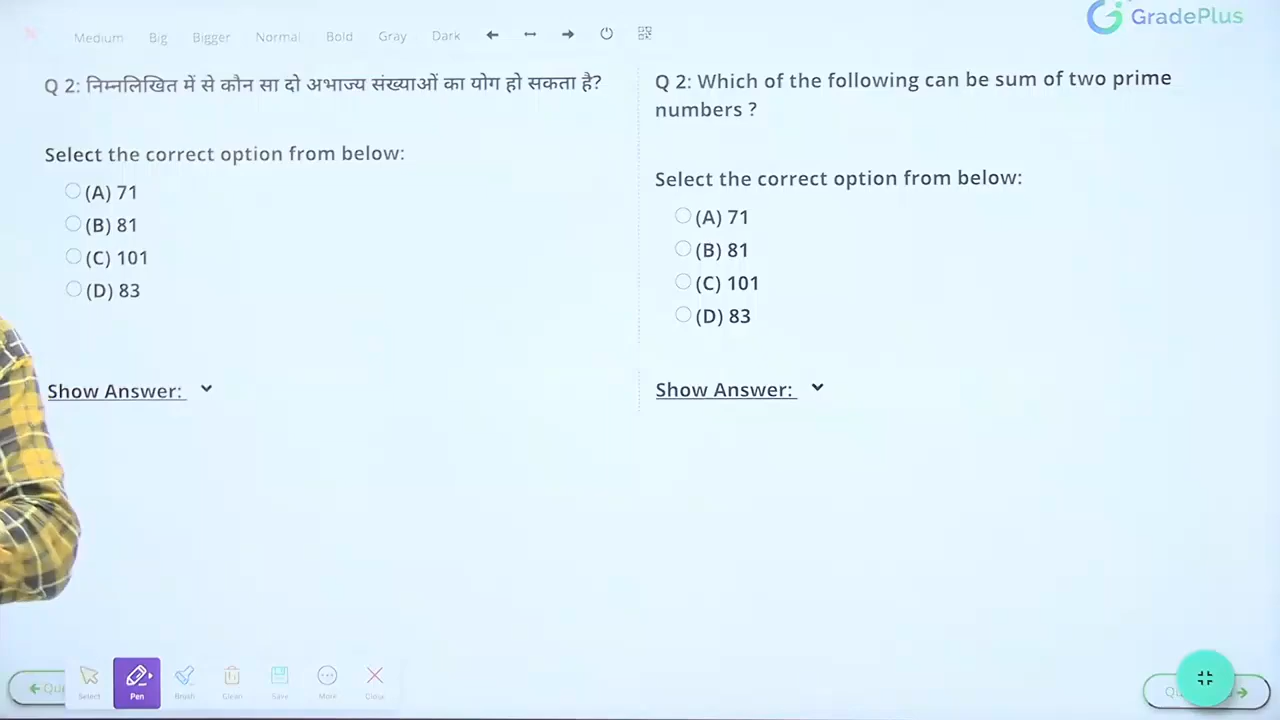 GradePlus
Medium Big Bigger Normal Bold Gray Dark
Q 2: निम्नलिखित में से कौन सा दो अभाज्य संख्याओं का योग हो सकता है?
Select the correct option from below:
(A) 71
(B) 81
(C) 101
(D) 83
Show Answer:
Q 2: Which of the following can be sum of two prime
numbers ?
Select the correct option from below:
(A) 71
(B) 81
(C) 101
(D) 83
Show Answer:
Select Pen Brush Clean Save More Close